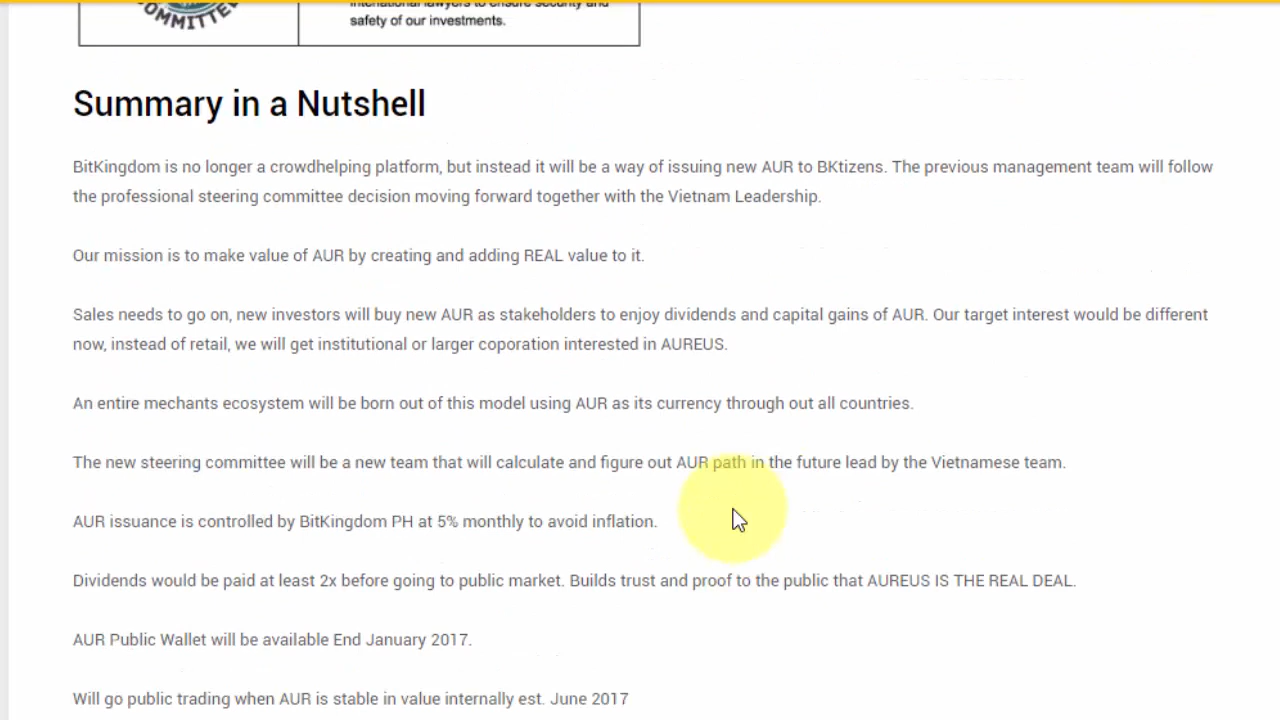 international lawyers to ensure security and
safety of our investments.
COMMITTEE
Summary in a Nutshell
BitKingdom is no longer a crowdhelping platform, but instead it will be a way of issuing new AUR to BKtizens. The previous management team will follow
the professional steering committee decision moving forward together with the Vietnam Leadership.
Our mission is to make value of AUR by creating and adding REAL value to it.
Sales needs to go on, new investors will buy new AUR as stakeholders to enjoy dividends and capital gains of AUR. Our target interest would be different
now, instead of retail, we will get institutional or larger coporation interested in AUREUS.
An entire mechants ecosystem will be born out of this model using AUR as its currency through out all countries.
The new steering committee will be a new team that will calculate and figure out AUR path in the future lead by the Vietnamese team.
AUR issuance is controlled by BitKingdom PH at 5% monthly to avoid inflation.
Dividends would be paid at least 2x before going to public market. Builds trust and proof to the public that AUREUS IS THE REAL DEAL.
AUR Public Wallet will be available End January 2017.
Will go public trading when AUR is stable in value internally est. June 2017